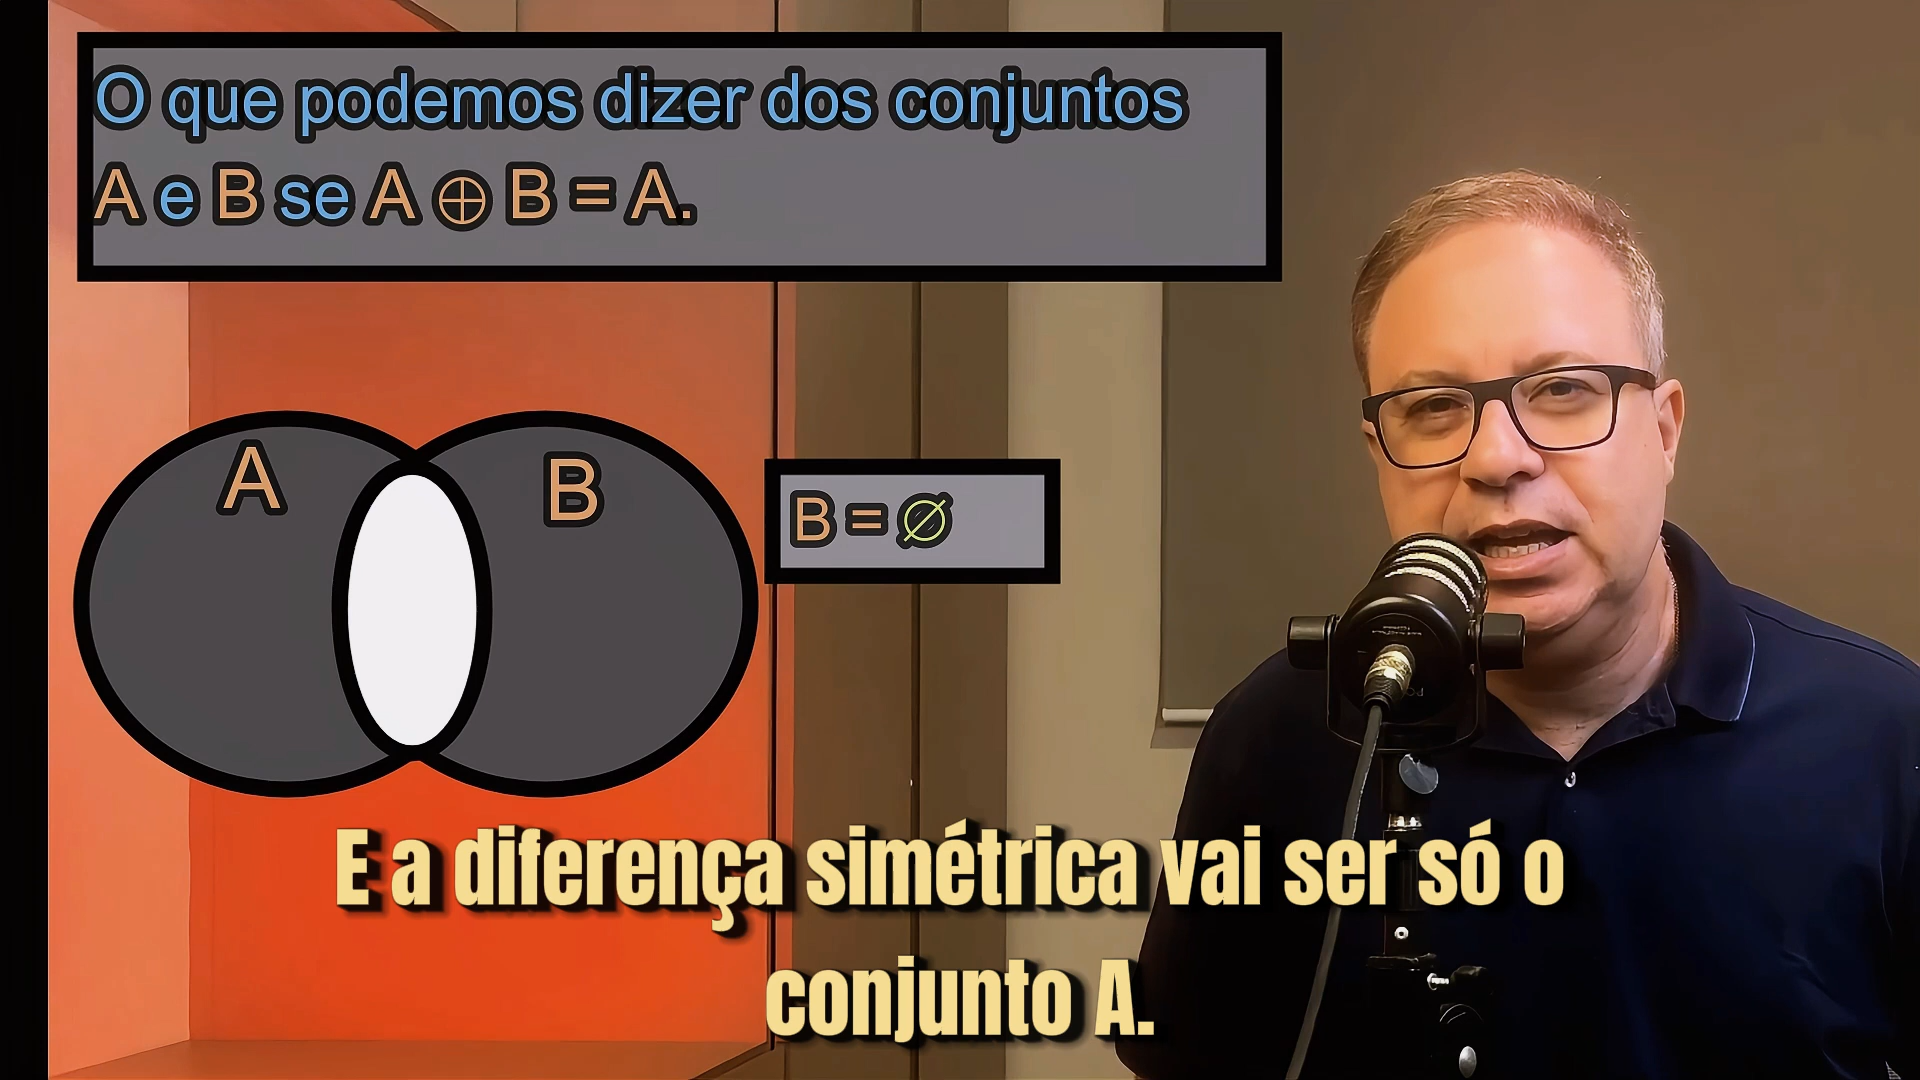 O que podemos dizer dos conjuntos
A e B se A ⊕ B = A.
A
B
B = ∅
E a diferença simétrica vai ser só o
conjunto A.